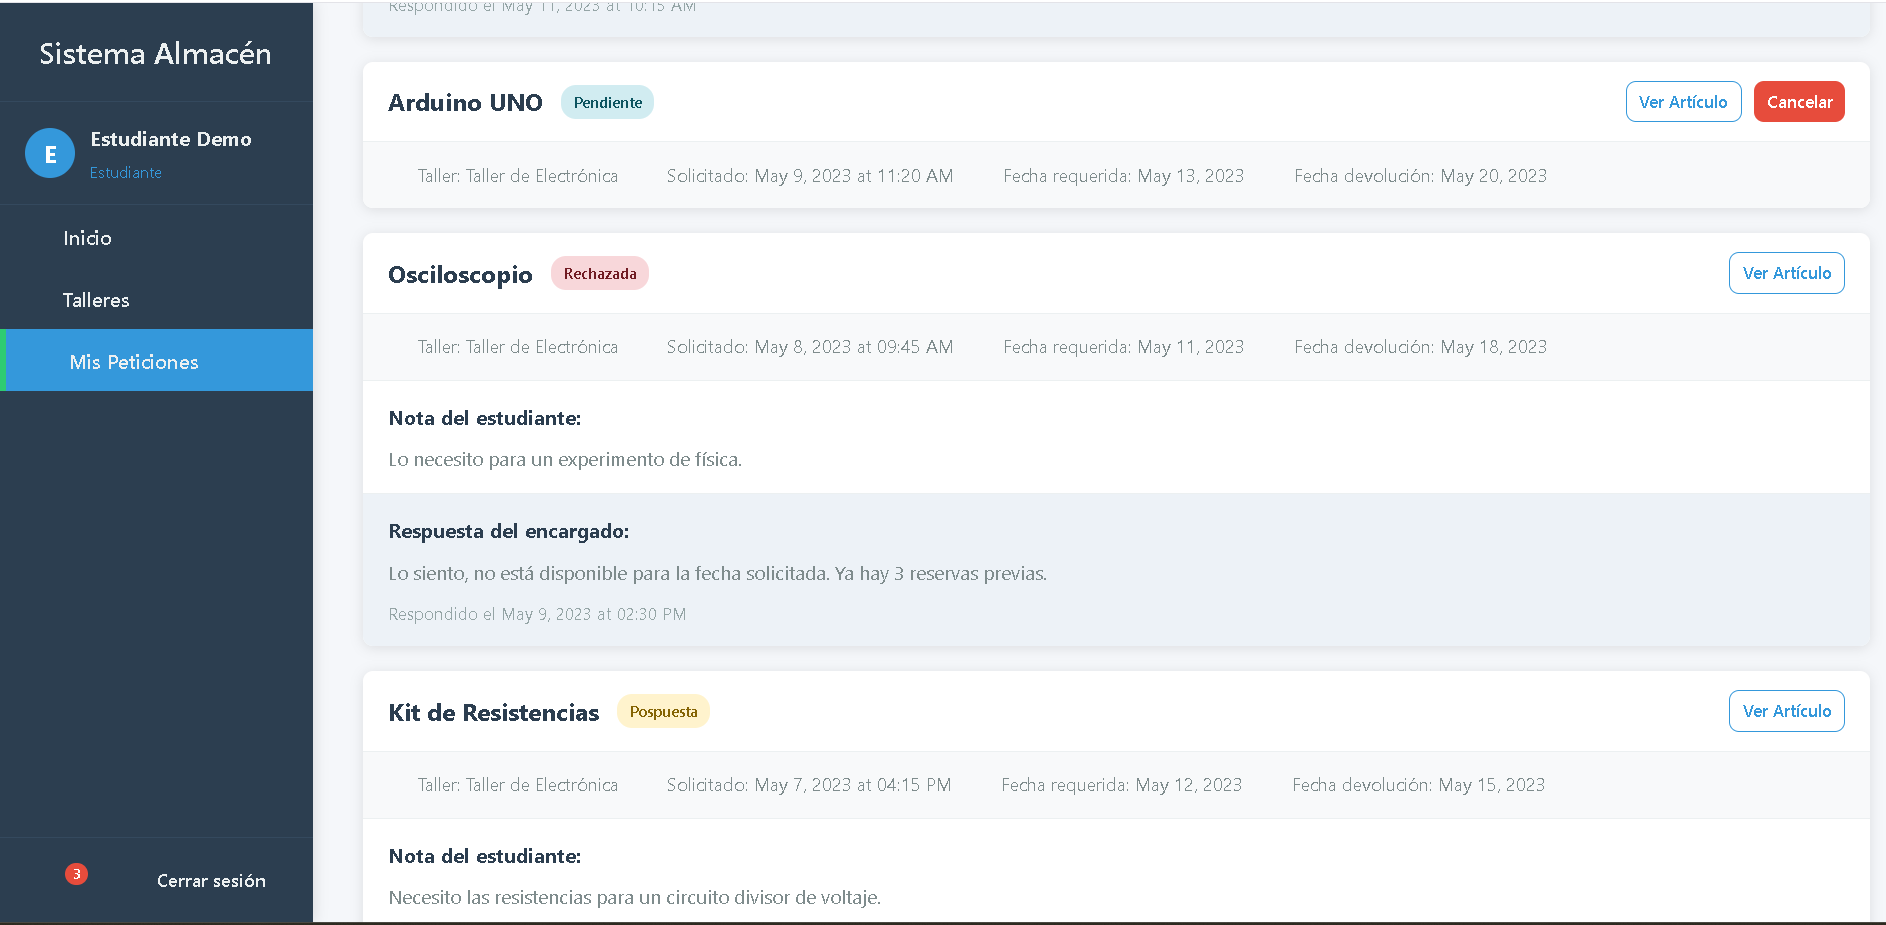 Sistema Almacén
E
Estudiante Demo
Estudiante
Inicio
Talleres
Mis Peticiones
3
Cerrar sesión
Respondido el May 11, 2023 at 10:15 AM
Arduino UNO Pendiente Ver Artículo Cancelar
Taller: Taller de Electrónica Solicitado: May 9, 2023 at 11:20 AM Fecha requerida: May 13, 2023 Fecha devolución: May 20, 2023
Osciloscopio Rechazada Ver Artículo
Taller: Taller de Electrónica Solicitado: May 8, 2023 at 09:45 AM Fecha requerida: May 11, 2023 Fecha devolución: May 18, 2023
Nota del estudiante:
Lo necesito para un experimento de física.
Respuesta del encargado:
Lo siento, no está disponible para la fecha solicitada. Ya hay 3 reservas previas.
Respondido el May 9, 2023 at 02:30 PM
Kit de Resistencias Pospuesta Ver Artículo
Taller: Taller de Electrónica Solicitado: May 7, 2023 at 04:15 PM Fecha requerida: May 12, 2023 Fecha devolución: May 15, 2023
Nota del estudiante:
Necesito las resistencias para un circuito divisor de voltaje.